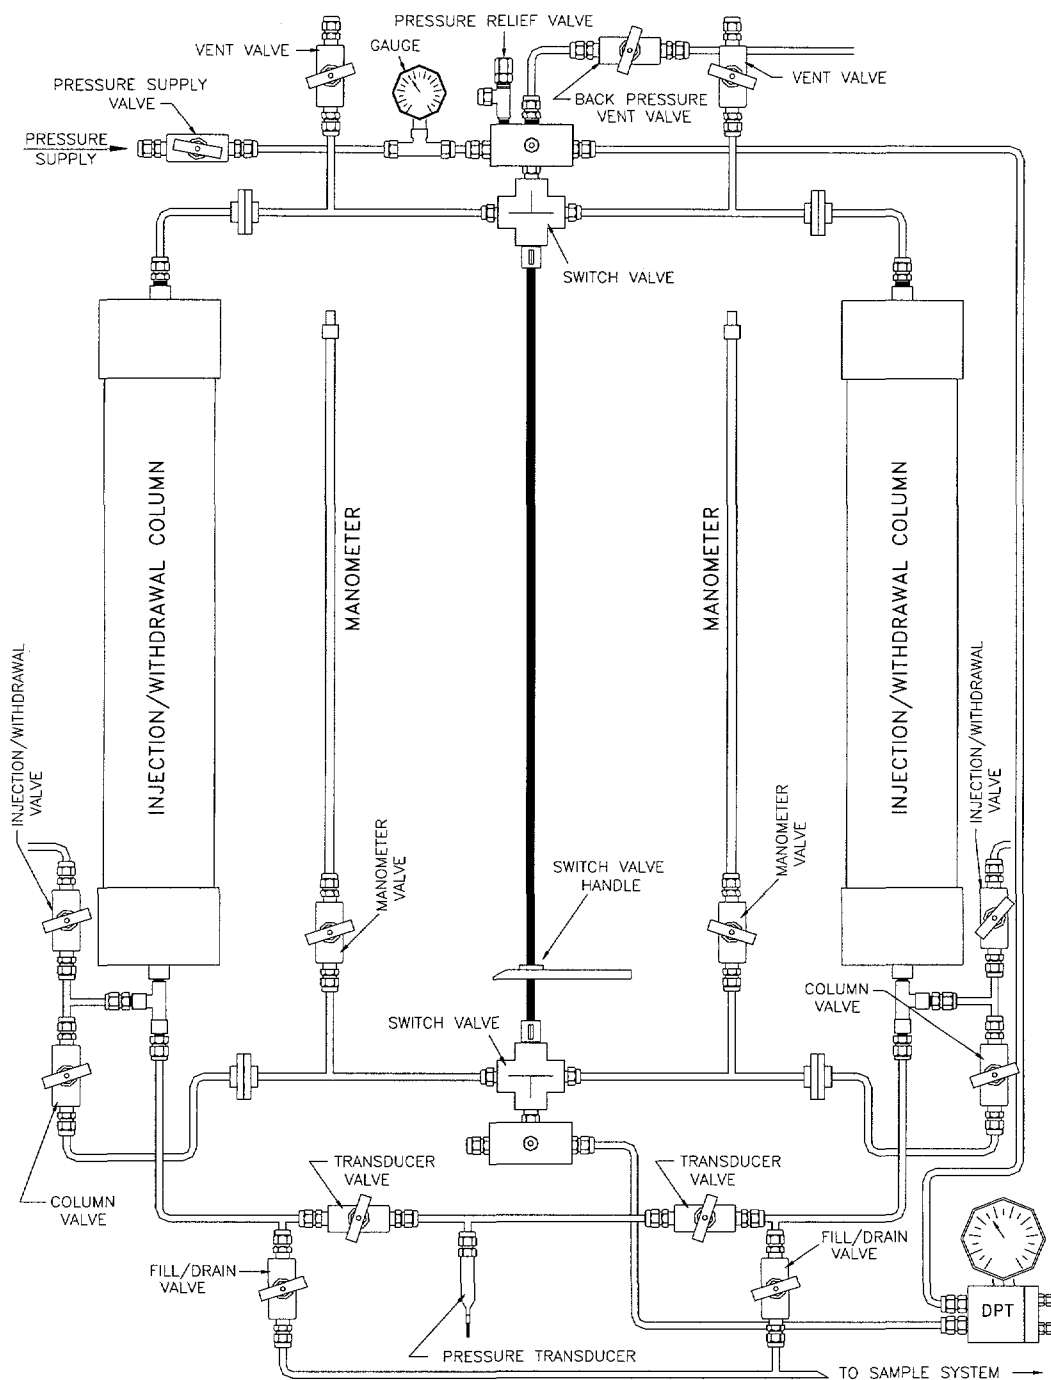 PRESSURE RELIEF VALVE
GAUGE
VENT VALVE
PRESSURE SUPPLY
VALVE
PRESSURE
SUPPLY
BACK PRESSURE
VENT VALVE
VENT VALVE
SWITCH VALVE
INJECTION/WITHDRAWAL COLUMN
MANOMETER
MANOMETER
INJECTION/WITHDRAWAL COLUMN
INJECTION/WITHDRAWAL
VALVE
MANOMETER
VALVE
SWITCH VALVE
HANDLE
MANOMETER
VALVE
INJECTION/WITHDRAWAL
VALVE
SWITCH VALVE
COLUMN
VALVE
COLUMN
VALVE
TRANSDUCER
VALVE
TRANSDUCER
VALVE
FILL/DRAIN
VALVE
FILL/DRAIN
VALVE
DPT
PRESSURE TRANSDUCER
TO SAMPLE SYSTEM